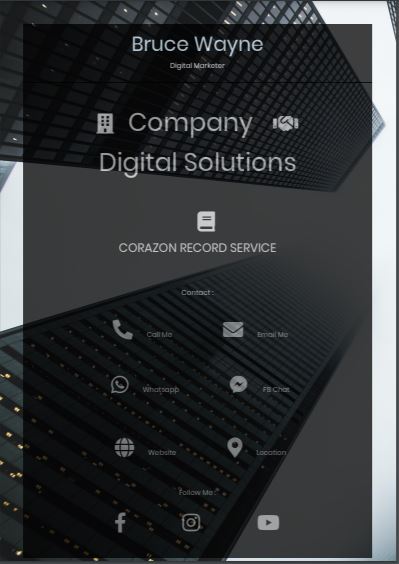 Bruce Wayne
Digital Marketer
Company
Digital Solutions
CORAZON RECORD SERVICE
Contact :
Call Me
Email Me
Whatsapp
FB Chat
Website
Location
Follow Me :